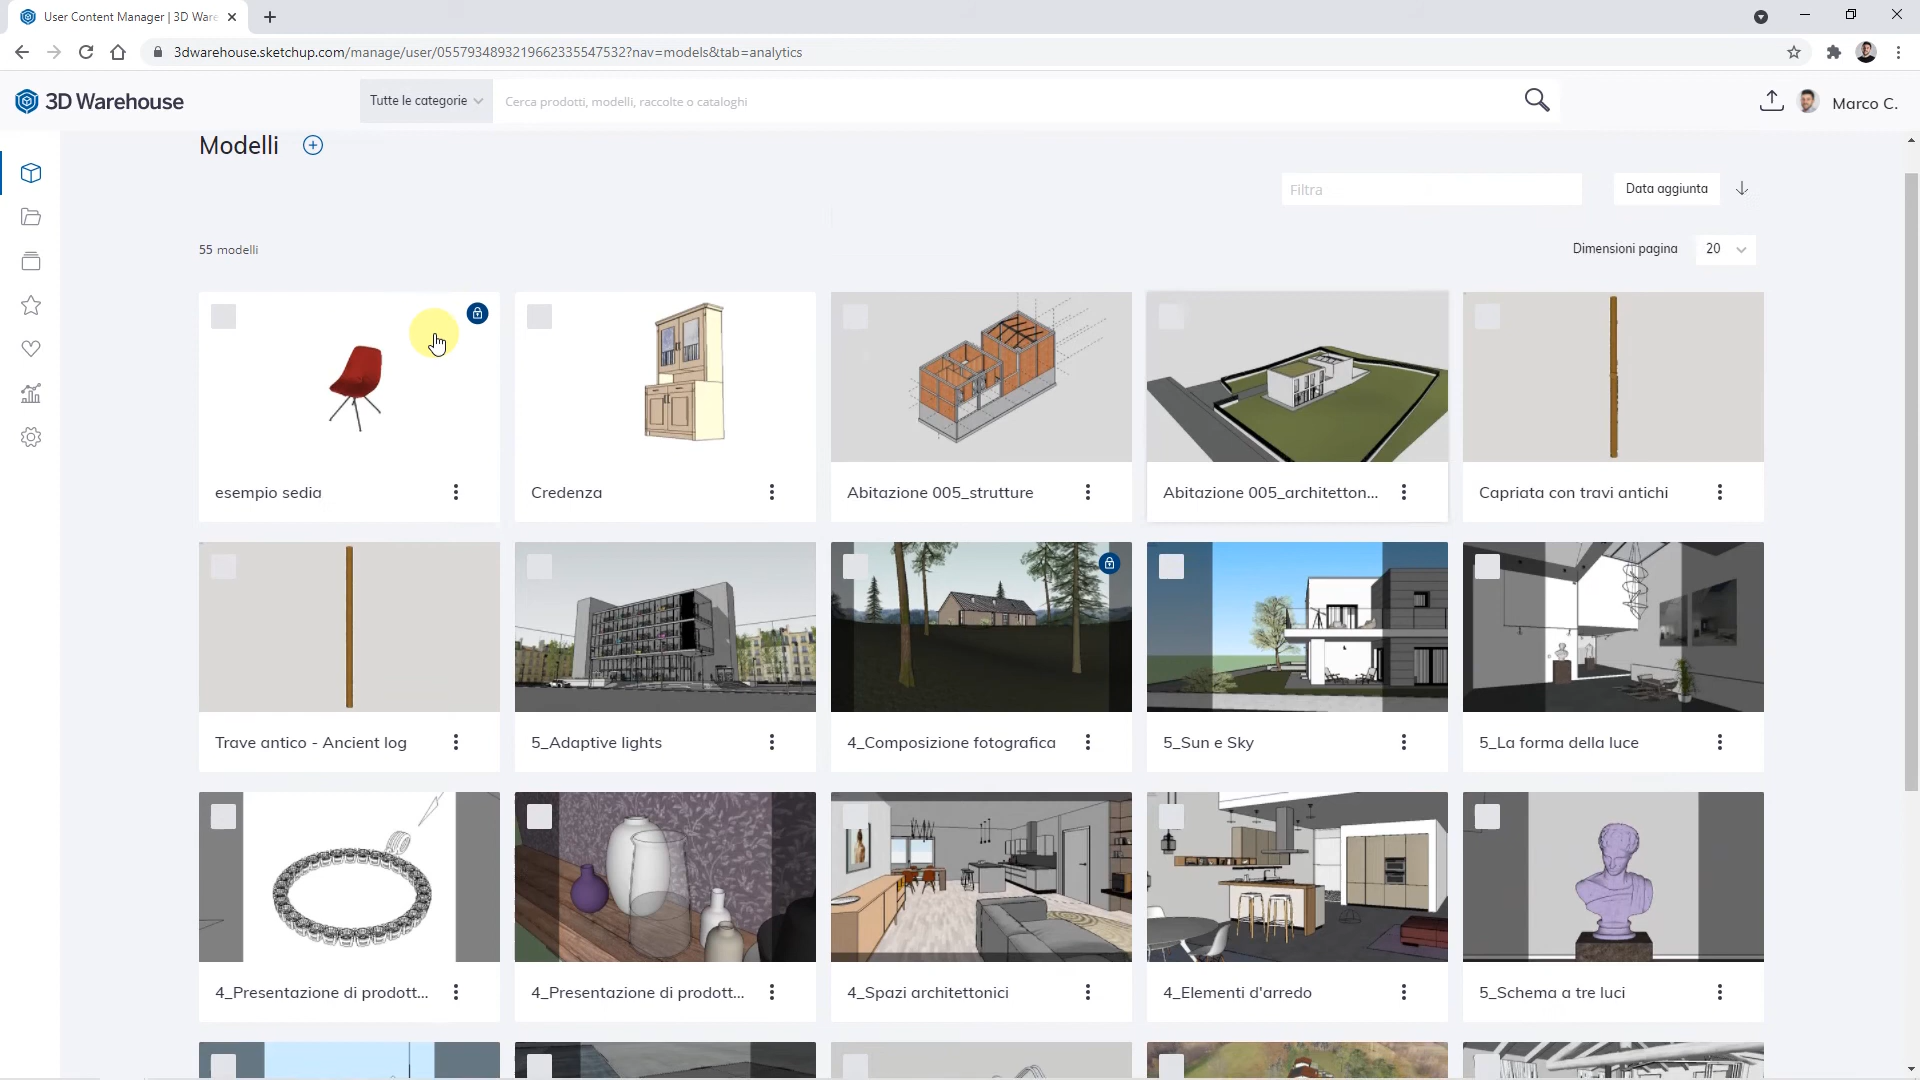 User Content Manager | 3D Ware
3dwarehouse.sketchup.com/manage/user/0557934893219662335547532?nav=models&tab=analytics
3D Warehouse
Tutte le categorie
Cerca prodotti, modelli, raccolte o cataloghi
Marco C.
Modelli
Filtra
Data aggiunta
55 modelli
Dimensioni pagina
20
esempio sedia
Credenza
Abitazione 005_strutture
Abitazione 005_architetton...
Capriata con travi antichi
Trave antico - Ancient log
5_Adaptive lights
4_Composizione fotografica
5_Sun e Sky
5_La forma della luce
4_Presentazione di prodott...
4_Presentazione di prodott...
4_Spazi architettonici
4_Elementi d'arredo
5_Schema a tre luci